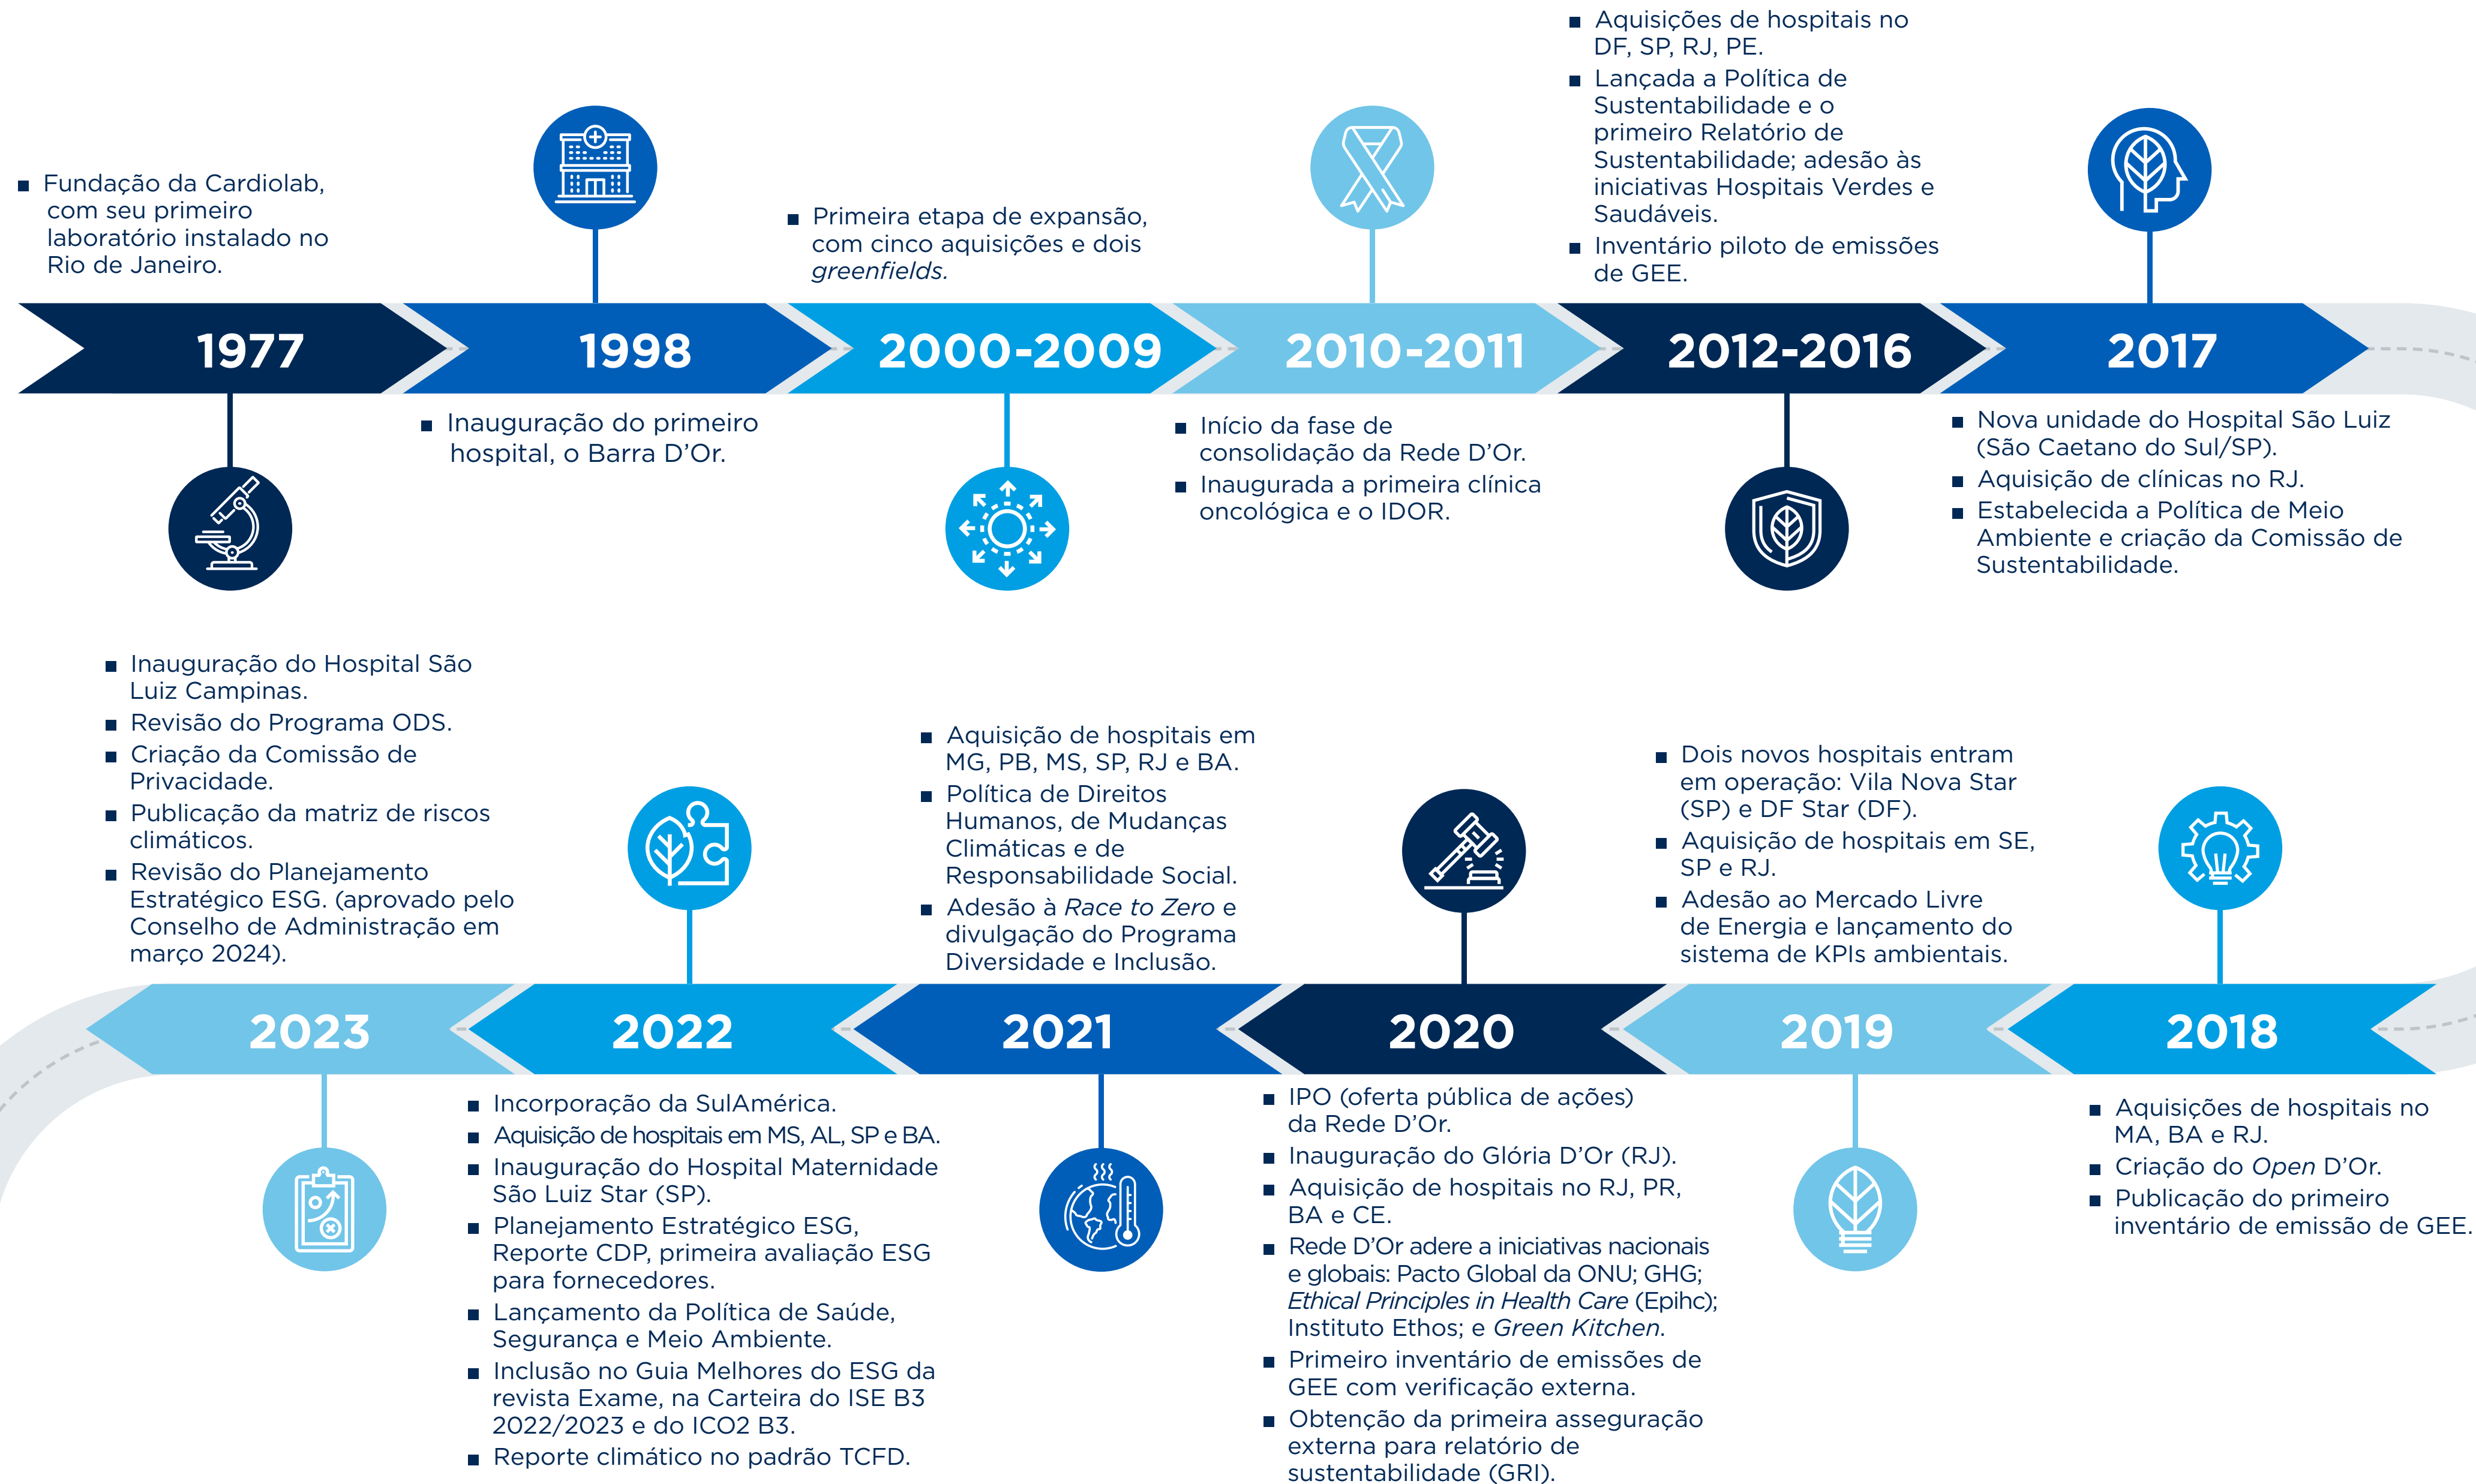 1977
Fundação da Cardiolab,
com seu primeiro
laboratório instalado no
Rio de Janeiro.
1998
Inauguração do primeiro
hospital, o Barra D’Or.
2000-2009
Primeira etapa de expansão,
com cinco aquisições e dois
greenfields.
2010-2011
Início da fase de
consolidação da Rede D’Or.
Inaugurada a primeira clínica
oncológica e o IDOR.
2012-2016
Aquisições de hospitais no
DF, SP, RJ, PE.
Lançada a Política de
Sustentabilidade e o
primeiro Relatório de
Sustentabilidade; adesão às
iniciativas Hospitais Verdes e
Saudáveis.
Inventário piloto de emissões
de GEE.
2017
Nova unidade do Hospital São Luiz
(São Caetano do Sul/SP).
Aquisição de clínicas no RJ.
Estabelecida a Política de Meio
Ambiente e criação da Comissão de
Sustentabilidade.
2018
Aquisições de hospitais no
MA, BA e RJ.
Criação do Open D’Or.
Publicação do primeiro
inventário de emissão de GEE.
2019
Dois novos hospitais entram
em operação: Vila Nova Star
(SP) e DF Star (DF).
Aquisição de hospitais em SE,
SP e RJ.
Adesão ao Mercado Livre
de Energia e lançamento do
sistema de KPIs ambientais.
2020
IPO (oferta pública de ações)
da Rede D’Or.
Inauguração do Glória D’Or (RJ).
Aquisição de hospitais no RJ, PR,
BA e CE.
Rede D’Or adere a iniciativas nacionais
e globais: Pacto Global da ONU; GHG;
Ethical Principles in Health Care (Epihc);
Instituto Ethos; e Green Kitchen.
Primeiro inventário de emissões de
GEE com verificação externa.
Obtenção da primeira asseguração
externa para relatório de
sustentabilidade (GRI).
2021
Aquisição de hospitais em
MG, PB, MS, SP, RJ e BA.
Política de Direitos
Humanos, de Mudanças
Climáticas e de
Responsabilidade Social.
Adesão à Race to Zero e
divulgação do Programa
Diversidade e Inclusão.
2022
Incorporação da SulAmérica.
Aquisição de hospitais em MS, AL, SP e BA.
Inauguração do Hospital Maternidade
São Luiz Star (SP).
Planejamento Estratégico ESG,
Reporte CDP, primeira avaliação ESG
para fornecedores.
Lançamento da Política de Saúde,
Segurança e Meio Ambiente.
Inclusão no Guia Melhores do ESG da
revista Exame, na Carteira do ISE B3
2022/2023 e do ICO2 B3.
Reporte climático no padrão TCFD.
2023
Inauguração do Hospital São
Luiz Campinas.
Revisão do Programa ODS.
Criação da Comissão de
Privacidade.
Publicação da matriz de riscos
climáticos.
Revisão do Planejamento
Estratégico ESG. (aprovado pelo
Conselho de Administração em
março 2024).